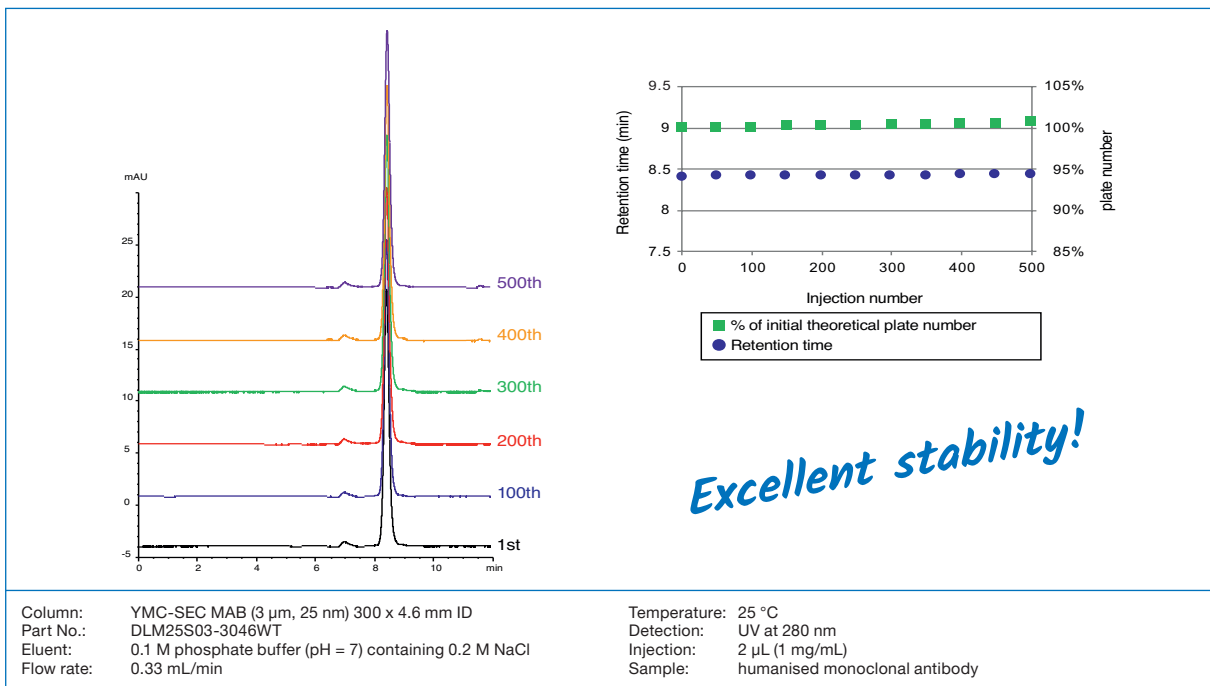 mAU
25
20
15
10
5
0
-5
0 2 4 6 8 10 min
500th
400th
300th
200th
100th
1st
9.5
9
8.5
8
7.5
Retention time (min)
105%
100%
95%
90%
85%
plate number
0 100 200 300 400 500
Injection number
% of initial theoretical plate number
Retention time
Excellent stability!
Column: YMC-SEC MAB (3 µm, 25 nm) 300 x 4.6 mm ID
Part No.: DLM25S03-3046WT
Eluent: 0.1 M phosphate buffer (pH = 7) containing 0.2 M NaCl
Flow rate: 0.33 mL/min
Temperature: 25 °C
Detection: UV at 280 nm
Injection: 2 µL (1 mg/mL)
Sample: humanised monoclonal antibody